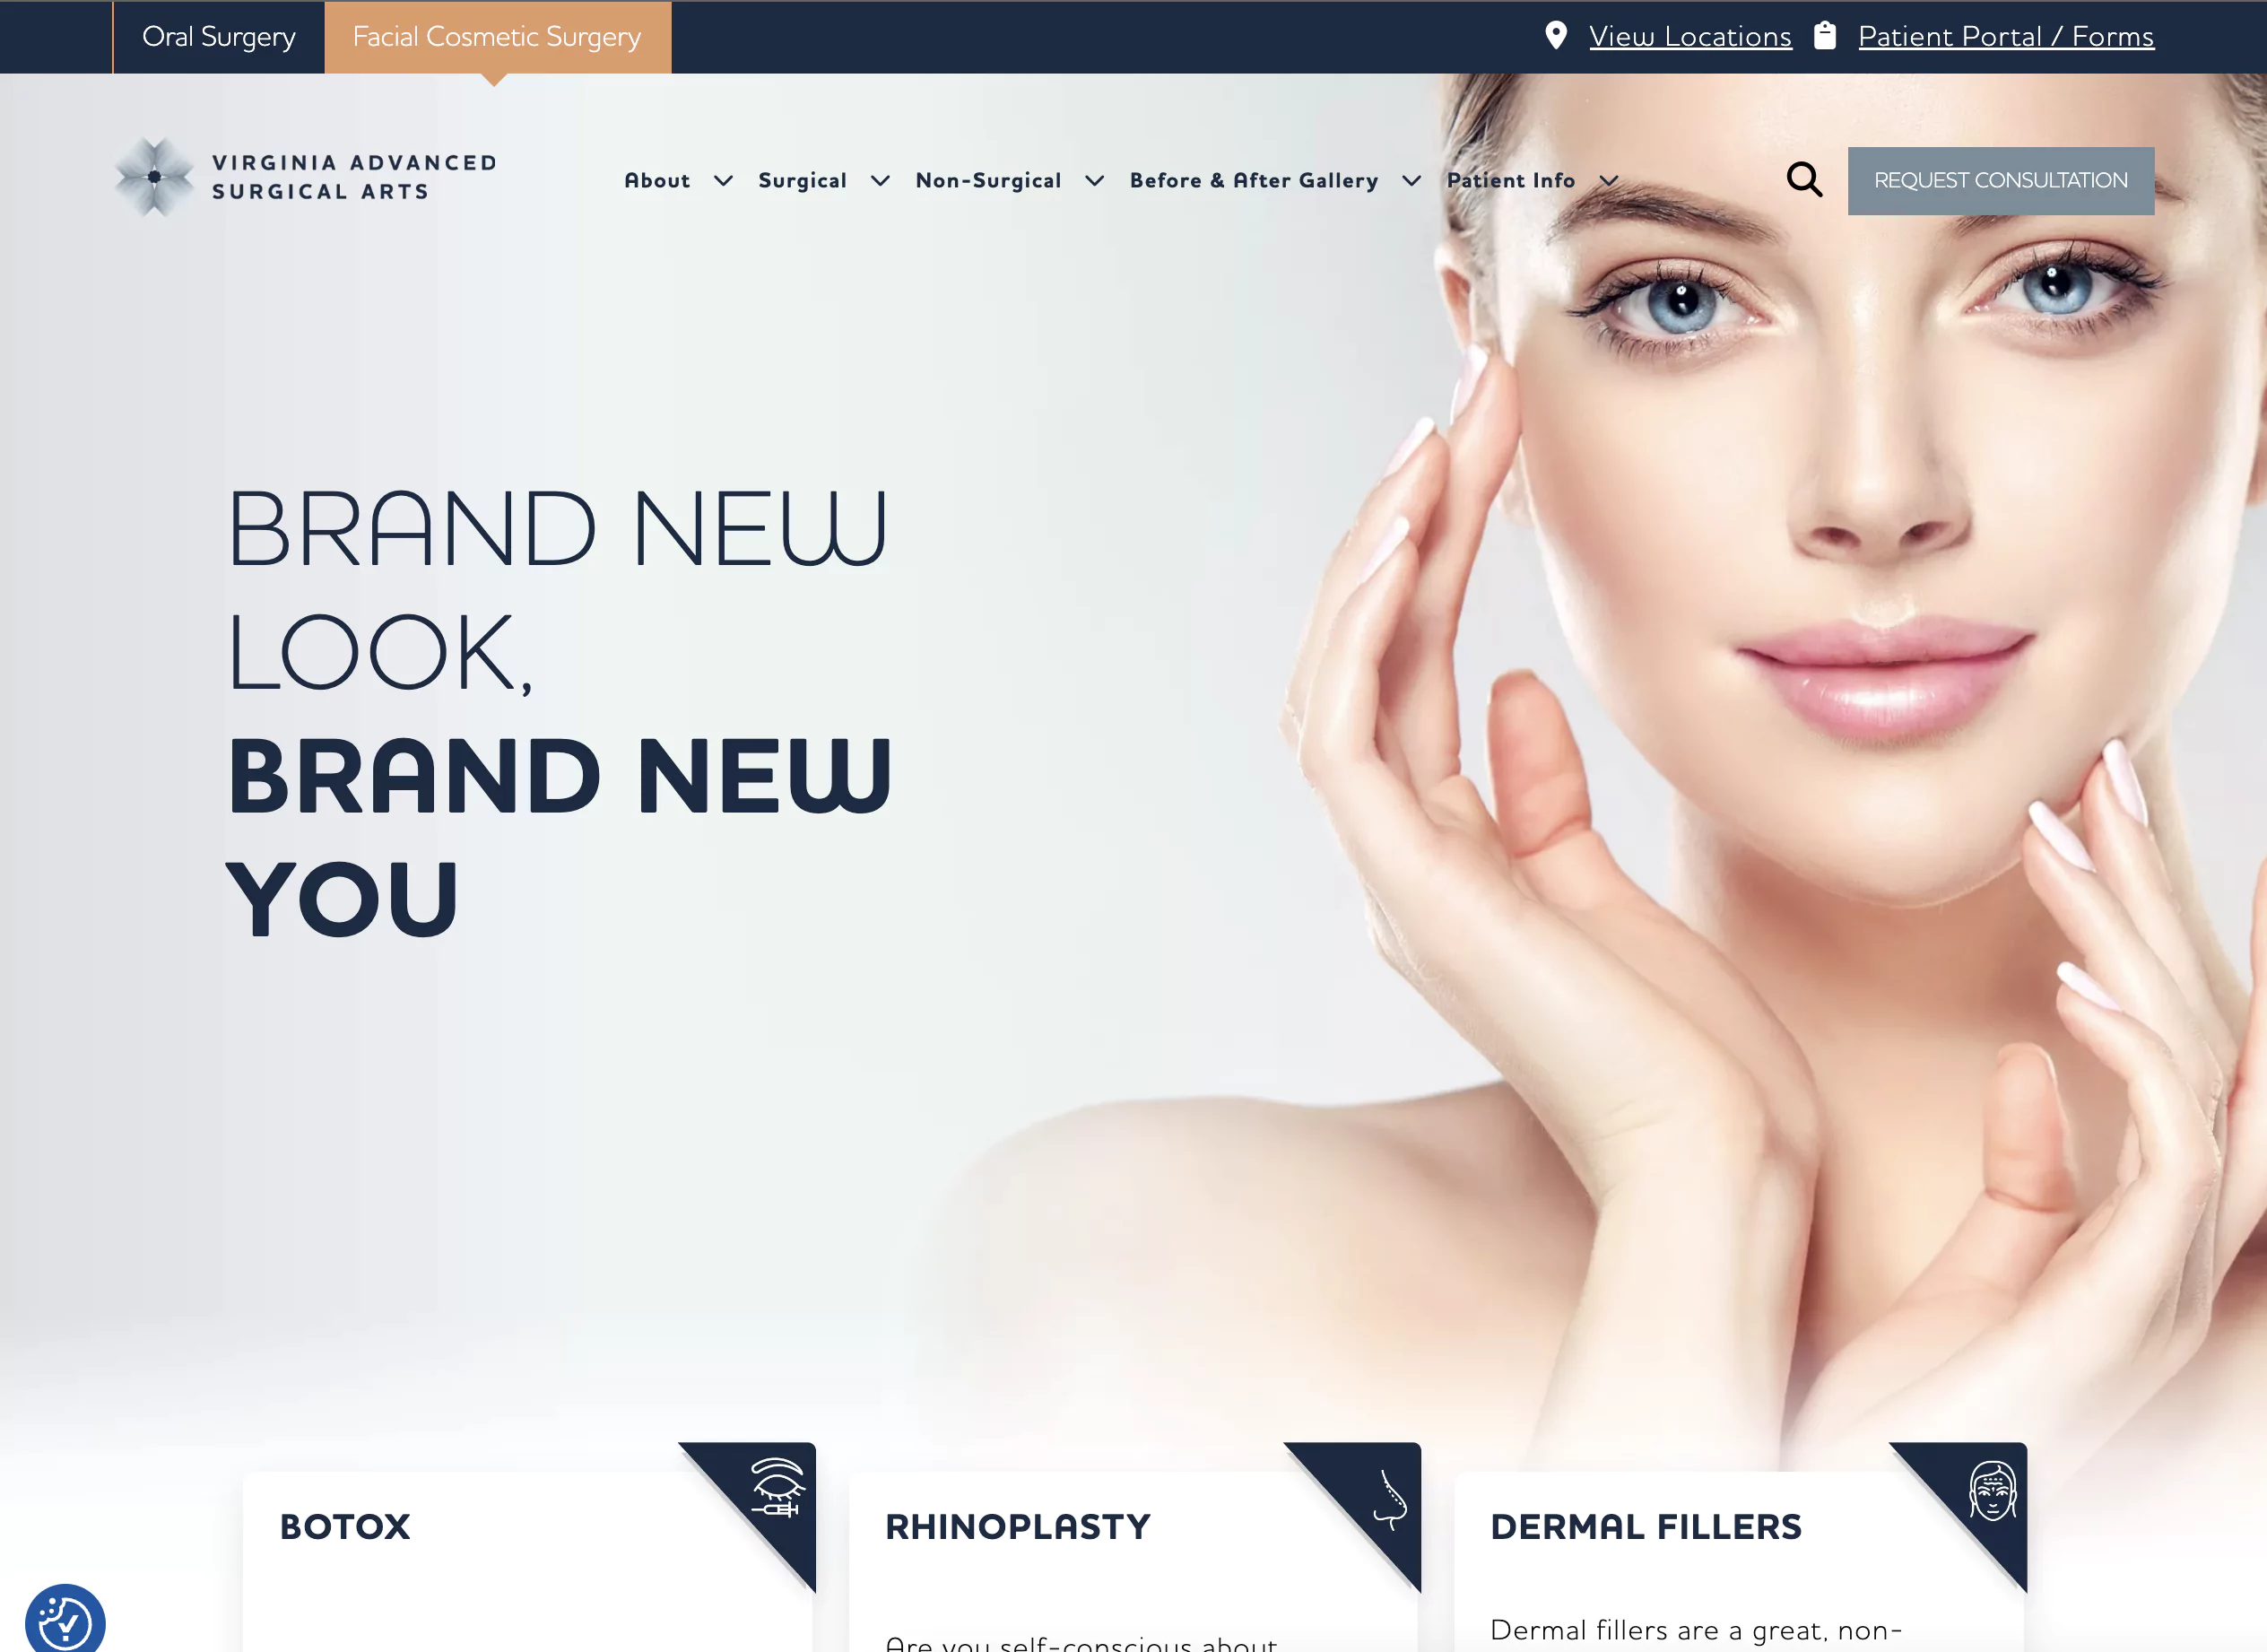 Oral Surgery
Facial Cosmetic Surgery
View Locations
Patient Portal / Forms
VIRGINIA ADVANCED
SURGICAL ARTS
About
Surgical
Non-Surgical
Before & After Gallery
Patient Info
REQUEST CONSULTATION
BRAND NEW
LOOK,
BRAND NEW
YOU
BOTOX
RHINOPLASTY
DERMAL FILLERS
Are you self-conscious about
Dermal fillers are a great, non-